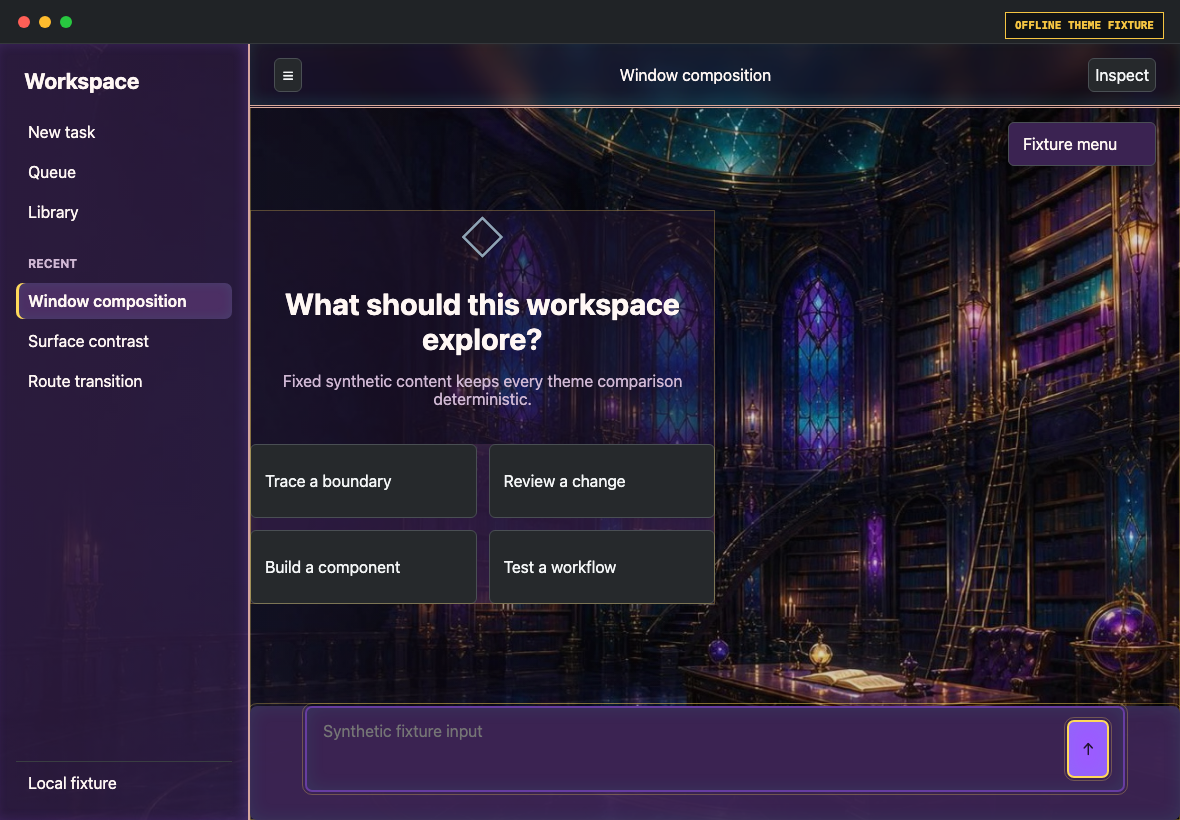 OFFLINE THEME FIXTURE
Workspace
New task
Queue
Library
RECENT
Window composition
Surface contrast
Route transition
Local fixture
Window composition
Inspect
Fixture menu
What should this workspace
explore?
Fixed synthetic content keeps every theme comparison
deterministic.
Trace a boundary
Review a change
Build a component
Test a workflow
Synthetic fixture input